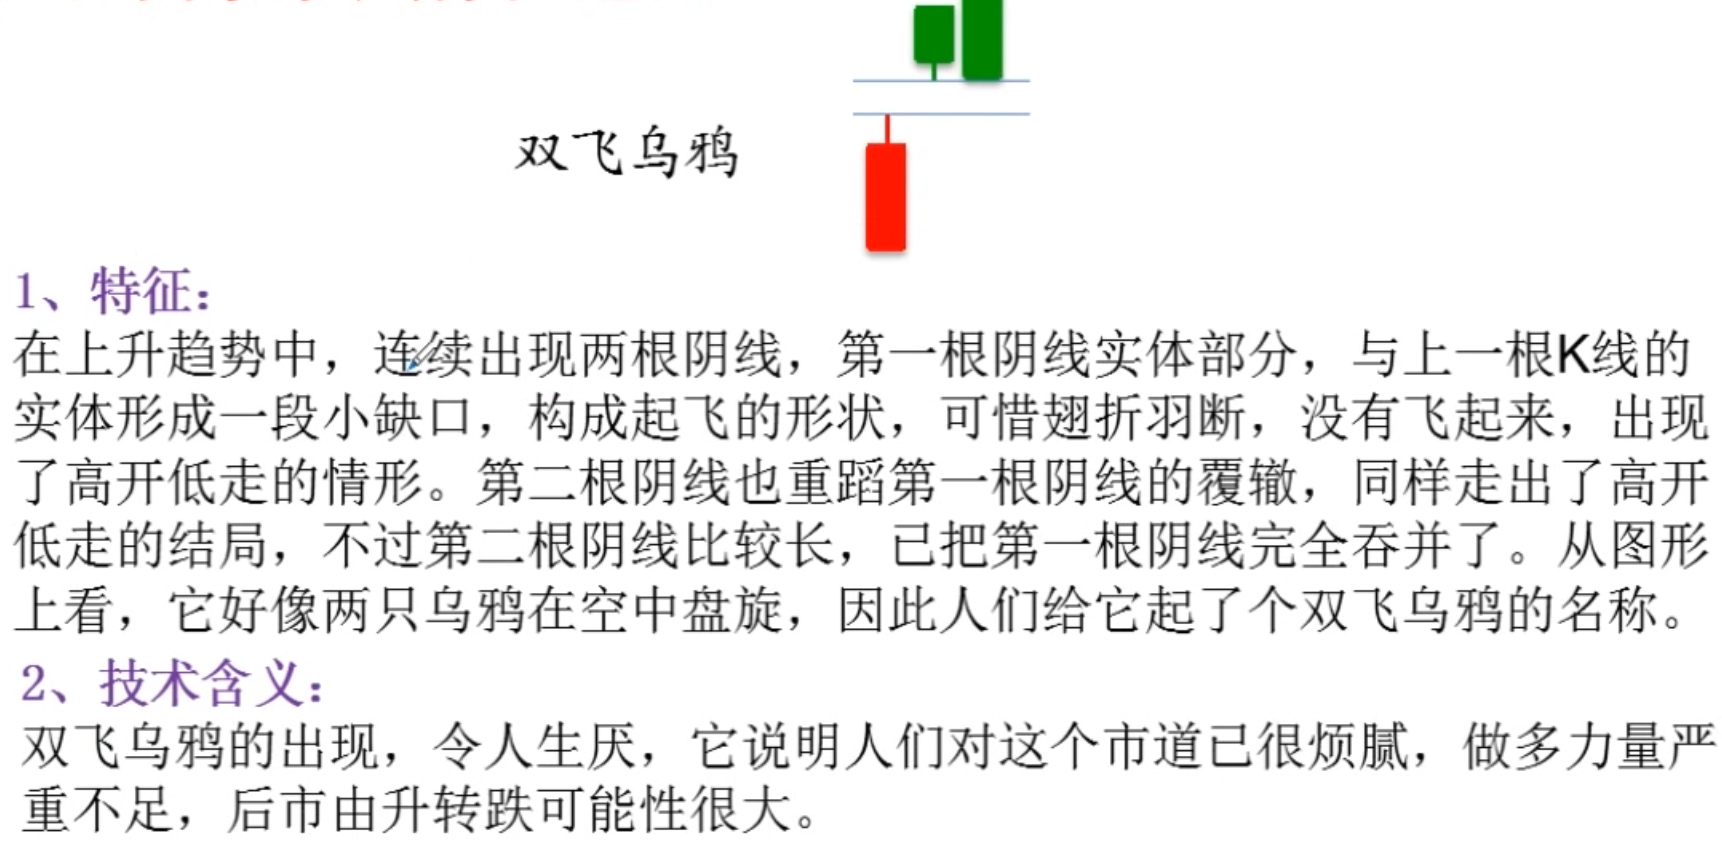 双飞乌鸦
1、特征：
在上升趋势中，连续出现两根阴线，第一根阴线实体部分，与上一根K线的
实体形成一段小缺口，构成起飞的形状，可惜翅折羽断，没有飞起来，出现
了高开低走的情形。第二根阴线也重蹈第一根阴线的覆辙，同样走出了高开
低走的结局，不过第二根阴线比较长，已把第一根阴线完全吞并了。从图形
上看，它好像两只乌鸦在空中盘旋，因此人们给它起了个双飞乌鸦的名称。
2、技术含义：
双飞乌鸦的出现，令人生厌，它说明人们对这个市道已很烦腻，做多力量严
重不足，后市由升转跌可能性很大。